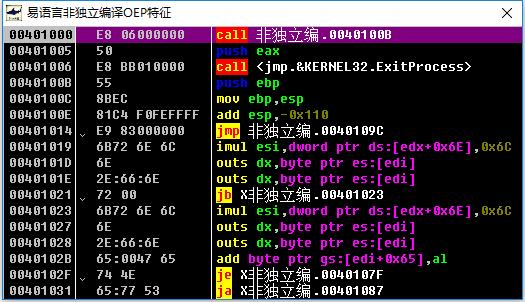 易语言非独立编译OEP特征
00401000 E8 06000000 call 非独立编.0040100B
00401005 50 push eax
00401006 E8 BB010000 call <jmp.&KERNEL32.ExitProcess>
0040100B 55 push ebp
0040100C 8BEC mov ebp,esp
0040100E 81C4 F0FEFFFF add esp,-0x110
00401014 E9 83000000 jmp 非独立编.0040109C
00401019 6B72 6E 6C imul esi,dword ptr ds:[edx+0x6E],0x6C
0040101D 6E outs dx,byte ptr es:[edi]
0040101E 2E:66:6E outs dx,byte ptr es:[edi]
00401021 72 00 jb X非独立编.00401023
00401023 6B72 6E 6C imul esi,dword ptr ds:[edx+0x6E],0x6C
00401027 6E outs dx,byte ptr es:[edi]
00401028 2E:66:6E outs dx,byte ptr es:[edi]
0040102B 65:0047 65 add byte ptr gs:[edi+0x65],al
0040102F 74 4E je X非独立编.0040107F
00401031 65:77 53 ja X非独立编.00401087